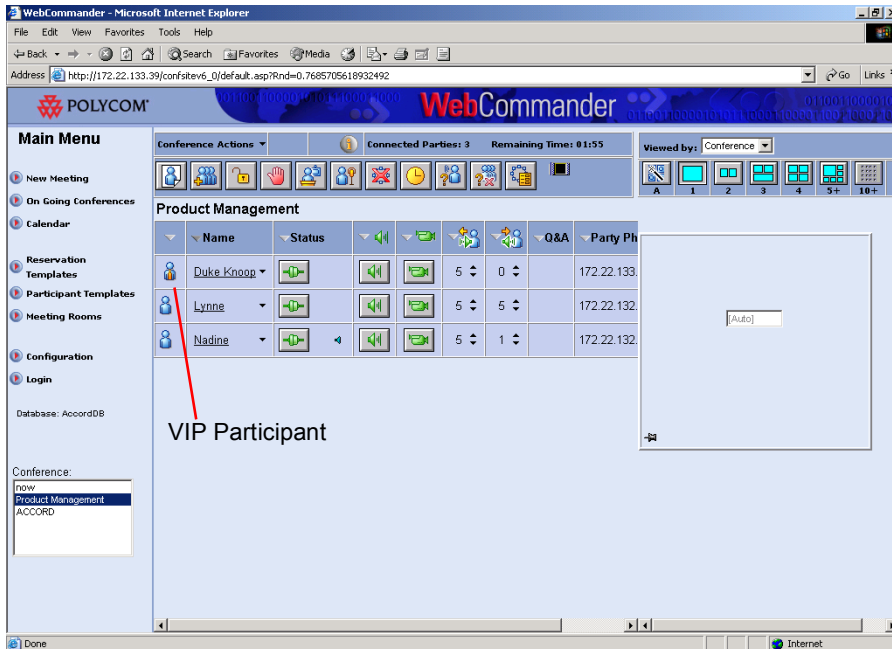 WebCommander - Microsoft Internet Explorer
File Edit View Favorites Tools Help
Back Search Favorites Media
Address http://172.22.133.39/confsitev6_0/default.asp?Rnd=0.7685705618932492 Go Links
POLYCOM WebCommander
Main Menu
New Meeting
On Going Conferences
Calendar
Reservation
Templates
Participant Templates
Meeting Rooms
Configuration
Login
Database: AccordDB
Conference:
now
Product Management
ACCORD
Conference Actions Connected Parties: 3 Remaining Time: 01:55
Viewed by: Conference
A 1 2 3 4 5+ 10+
Product Management
Name Status Q&A Party Ph
Duke Knoop 5 0 172.22.133.
Lynne 5 5 172.22.132.
Nadine 5 1 172.22.132.
[Auto]
VIP Participant
Done Internet